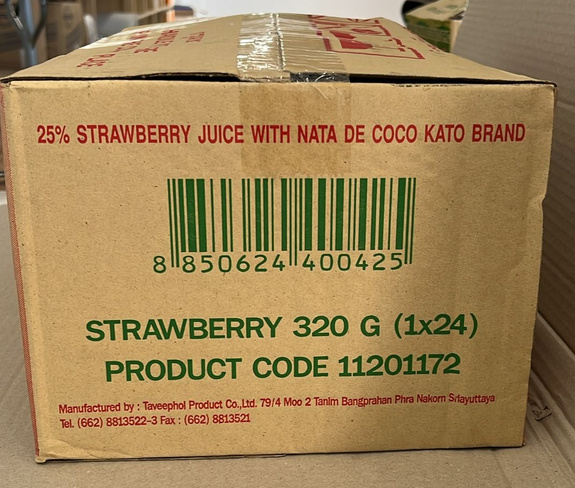 25% STRAWBERRY JUICE WITH NATA DE COCO KATO BRAND
8 850624 400425
STRAWBERRY 320 G (1x24)
PRODUCT CODE 11201172
Manufactured by : Taveephol Product Co.,Ltd. 79/4 Moo 2 Tanim Bangprahan Phra Nakorn Sriayuttaya
Tel. (662) 8813522-3 Fax : (662) 8813521